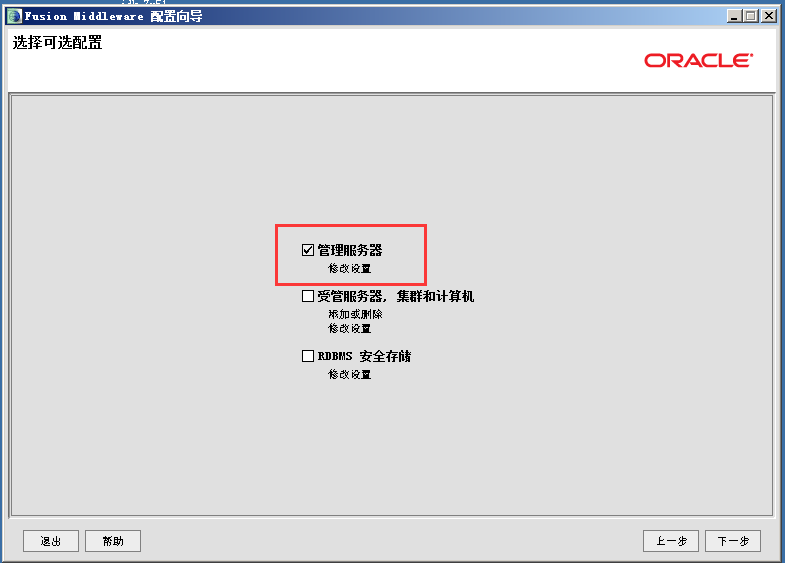 Fusion Middleware 配置向导
选择可选配置
ORACLE
管理服务器
修改设置
受管服务器, 集群和计算机
添加或删除
修改设置
RDBMS 安全存储
修改设置
退出
帮助
上一步
下一步